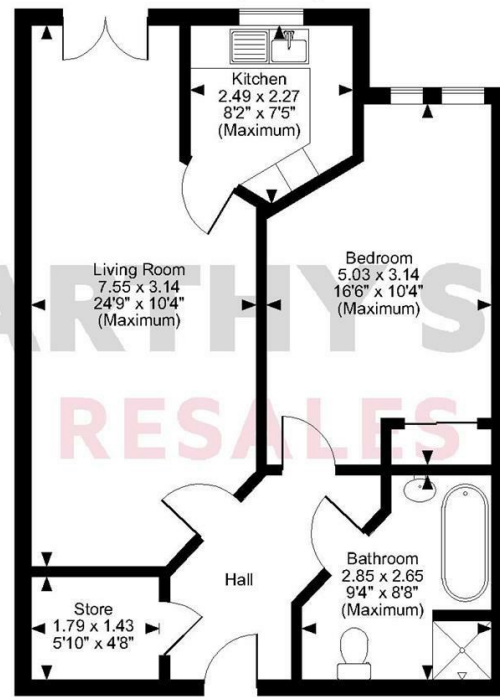 Kitchen
2.49 x 2.27
8'2" x 7'5"
(Maximum)
Living Room
7.55 x 3.14
24'9" x 10'4"
(Maximum)
Bedroom
5.03 x 3.14
16'6" x 10'4"
(Maximum)
ARTHY S
RESALES
Hall
Bathroom
2.85 x 2.65
9'4" x 8'8"
(Maximum)
Store
1.79 x 1.43
5'10" x 4'8"